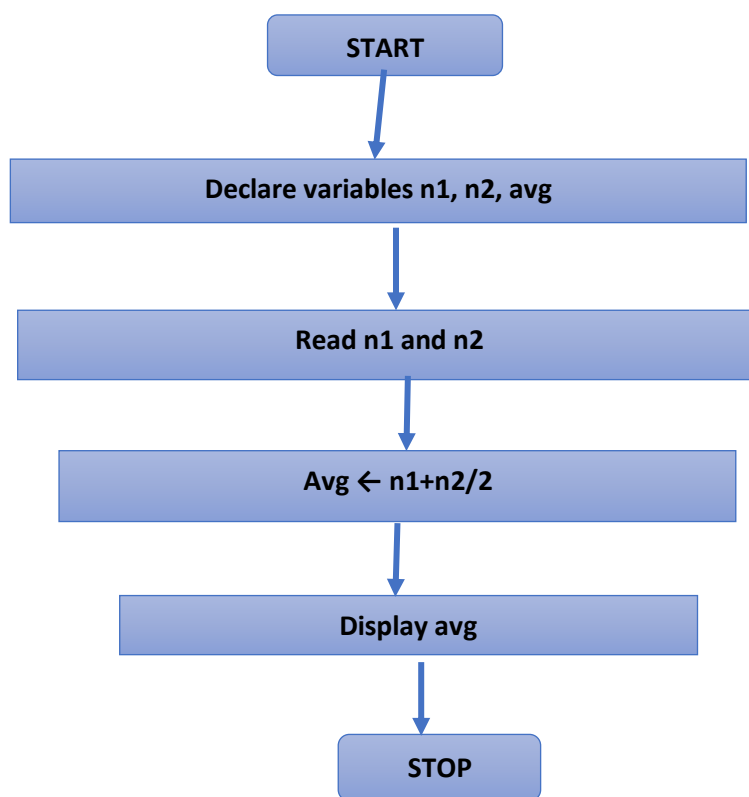 START
Declare variables n1, n2, avg
Read n1 and n2
Avg ← n1+n2/2
Display avg
STOP